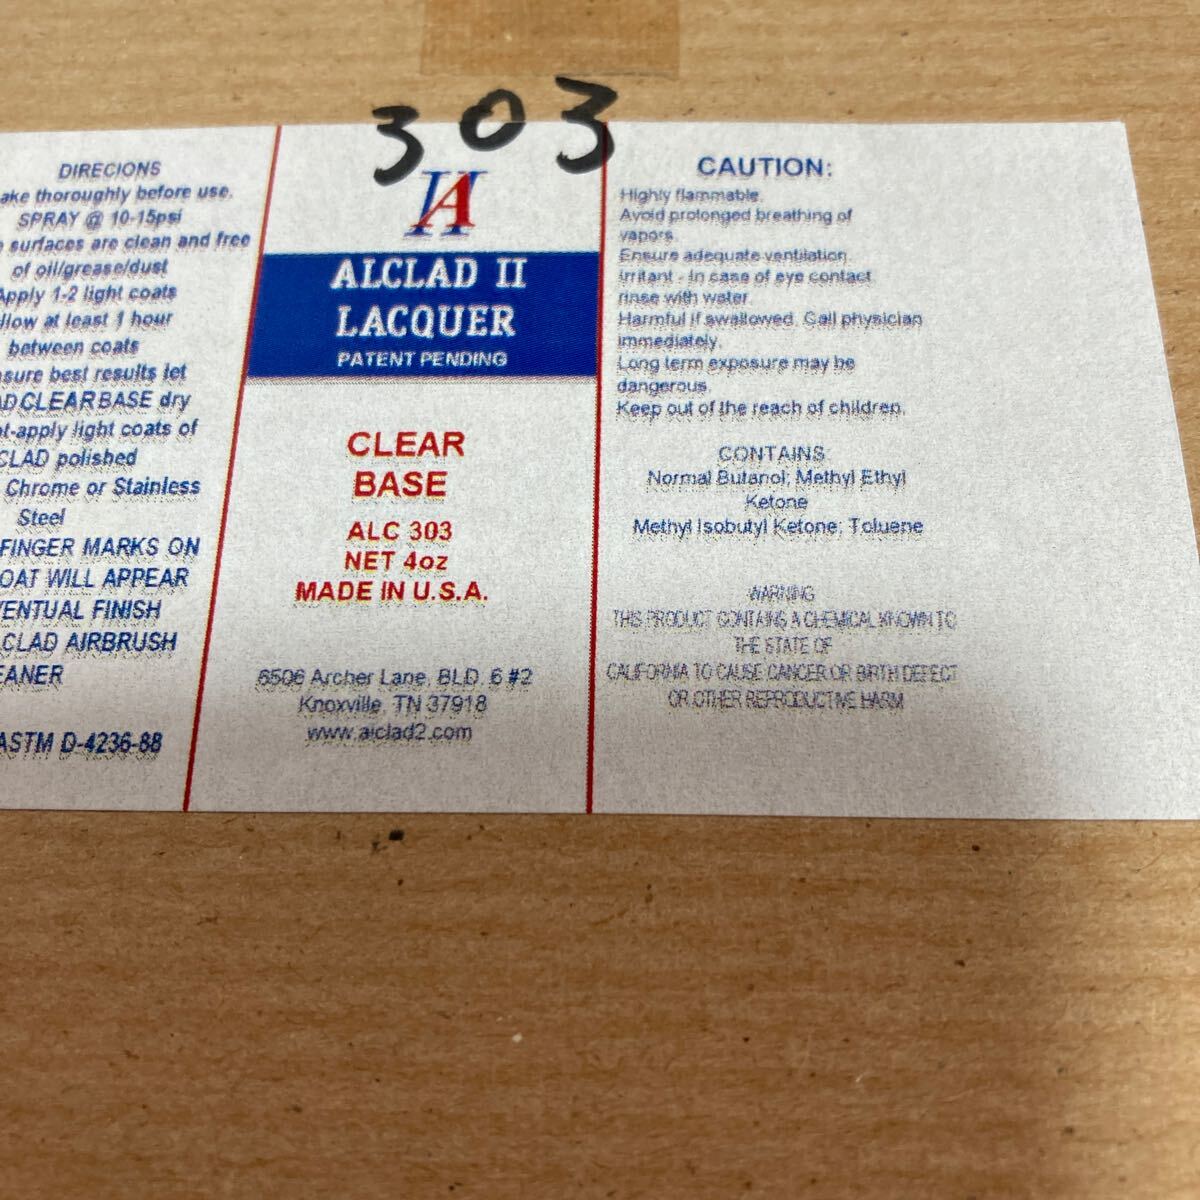 303
DIRECIONS
ake thoroughly before use.
SPRAY @ 10-15psi
surfaces are clean and free
of oil/grease/dust
Apply 1-2 light coats
llow at least 1 hour
between coats
sure best results let
AD CLEAR BASE dry
t-apply light coats of
CLAD polished
Chrome or Stainless
Steel
FINGER MARKS ON
OAT WILL APPEAR
VENTUAL FINISH
CLAD AIRBRUSH
EANER
ASTM D-4236-88
ALCLAD II
LACQUER
PATENT PENDING
CLEAR
BASE
ALC 303
NET 4oz
MADE IN U.S.A.
6506 Archer Lane, BLD. 6 #2
Knoxville, TN 37918
www.alclad2.com
CAUTION:
Highly flammable.
Avoid prolonged breathing of
vapors.
Ensure adequate ventilation.
Irritant - In case of eye contact
rinse with water.
Harmful if swallowed. Call physician
immediately.
Long term exposure may be
dangerous.
Keep out of the reach of children.
CONTAINS:
Normal Butanol; Methyl Ethyl
Ketone
Methyl Isobutyl Ketone; Toluene
WARNING
THIS PRODUCT CONTAINS A CHEMICAL KNOWN TO
THE STATE OF
CALIFORNIA TO CAUSE CANCER OR BIRTH DEFECT
OR OTHER REPRODUCTIVE HARM